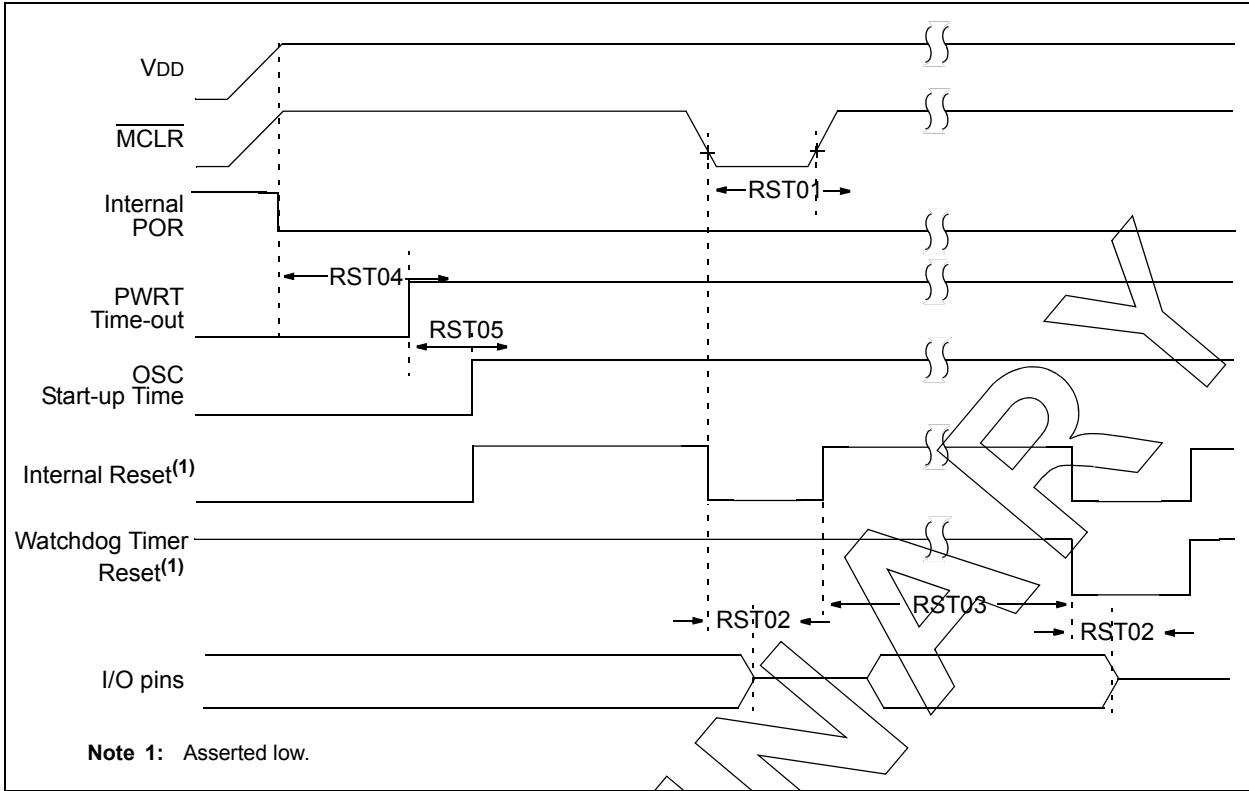 VDD
MCLR
RST01
Internal
POR
RST04
PWRT
Time-out
RST05
OSC
Start-up Time
Internal Reset(1)
Watchdog Timer
Reset(1)
RST03
RST02
RST02
I/O pins
Note 1: Asserted low.
INARY